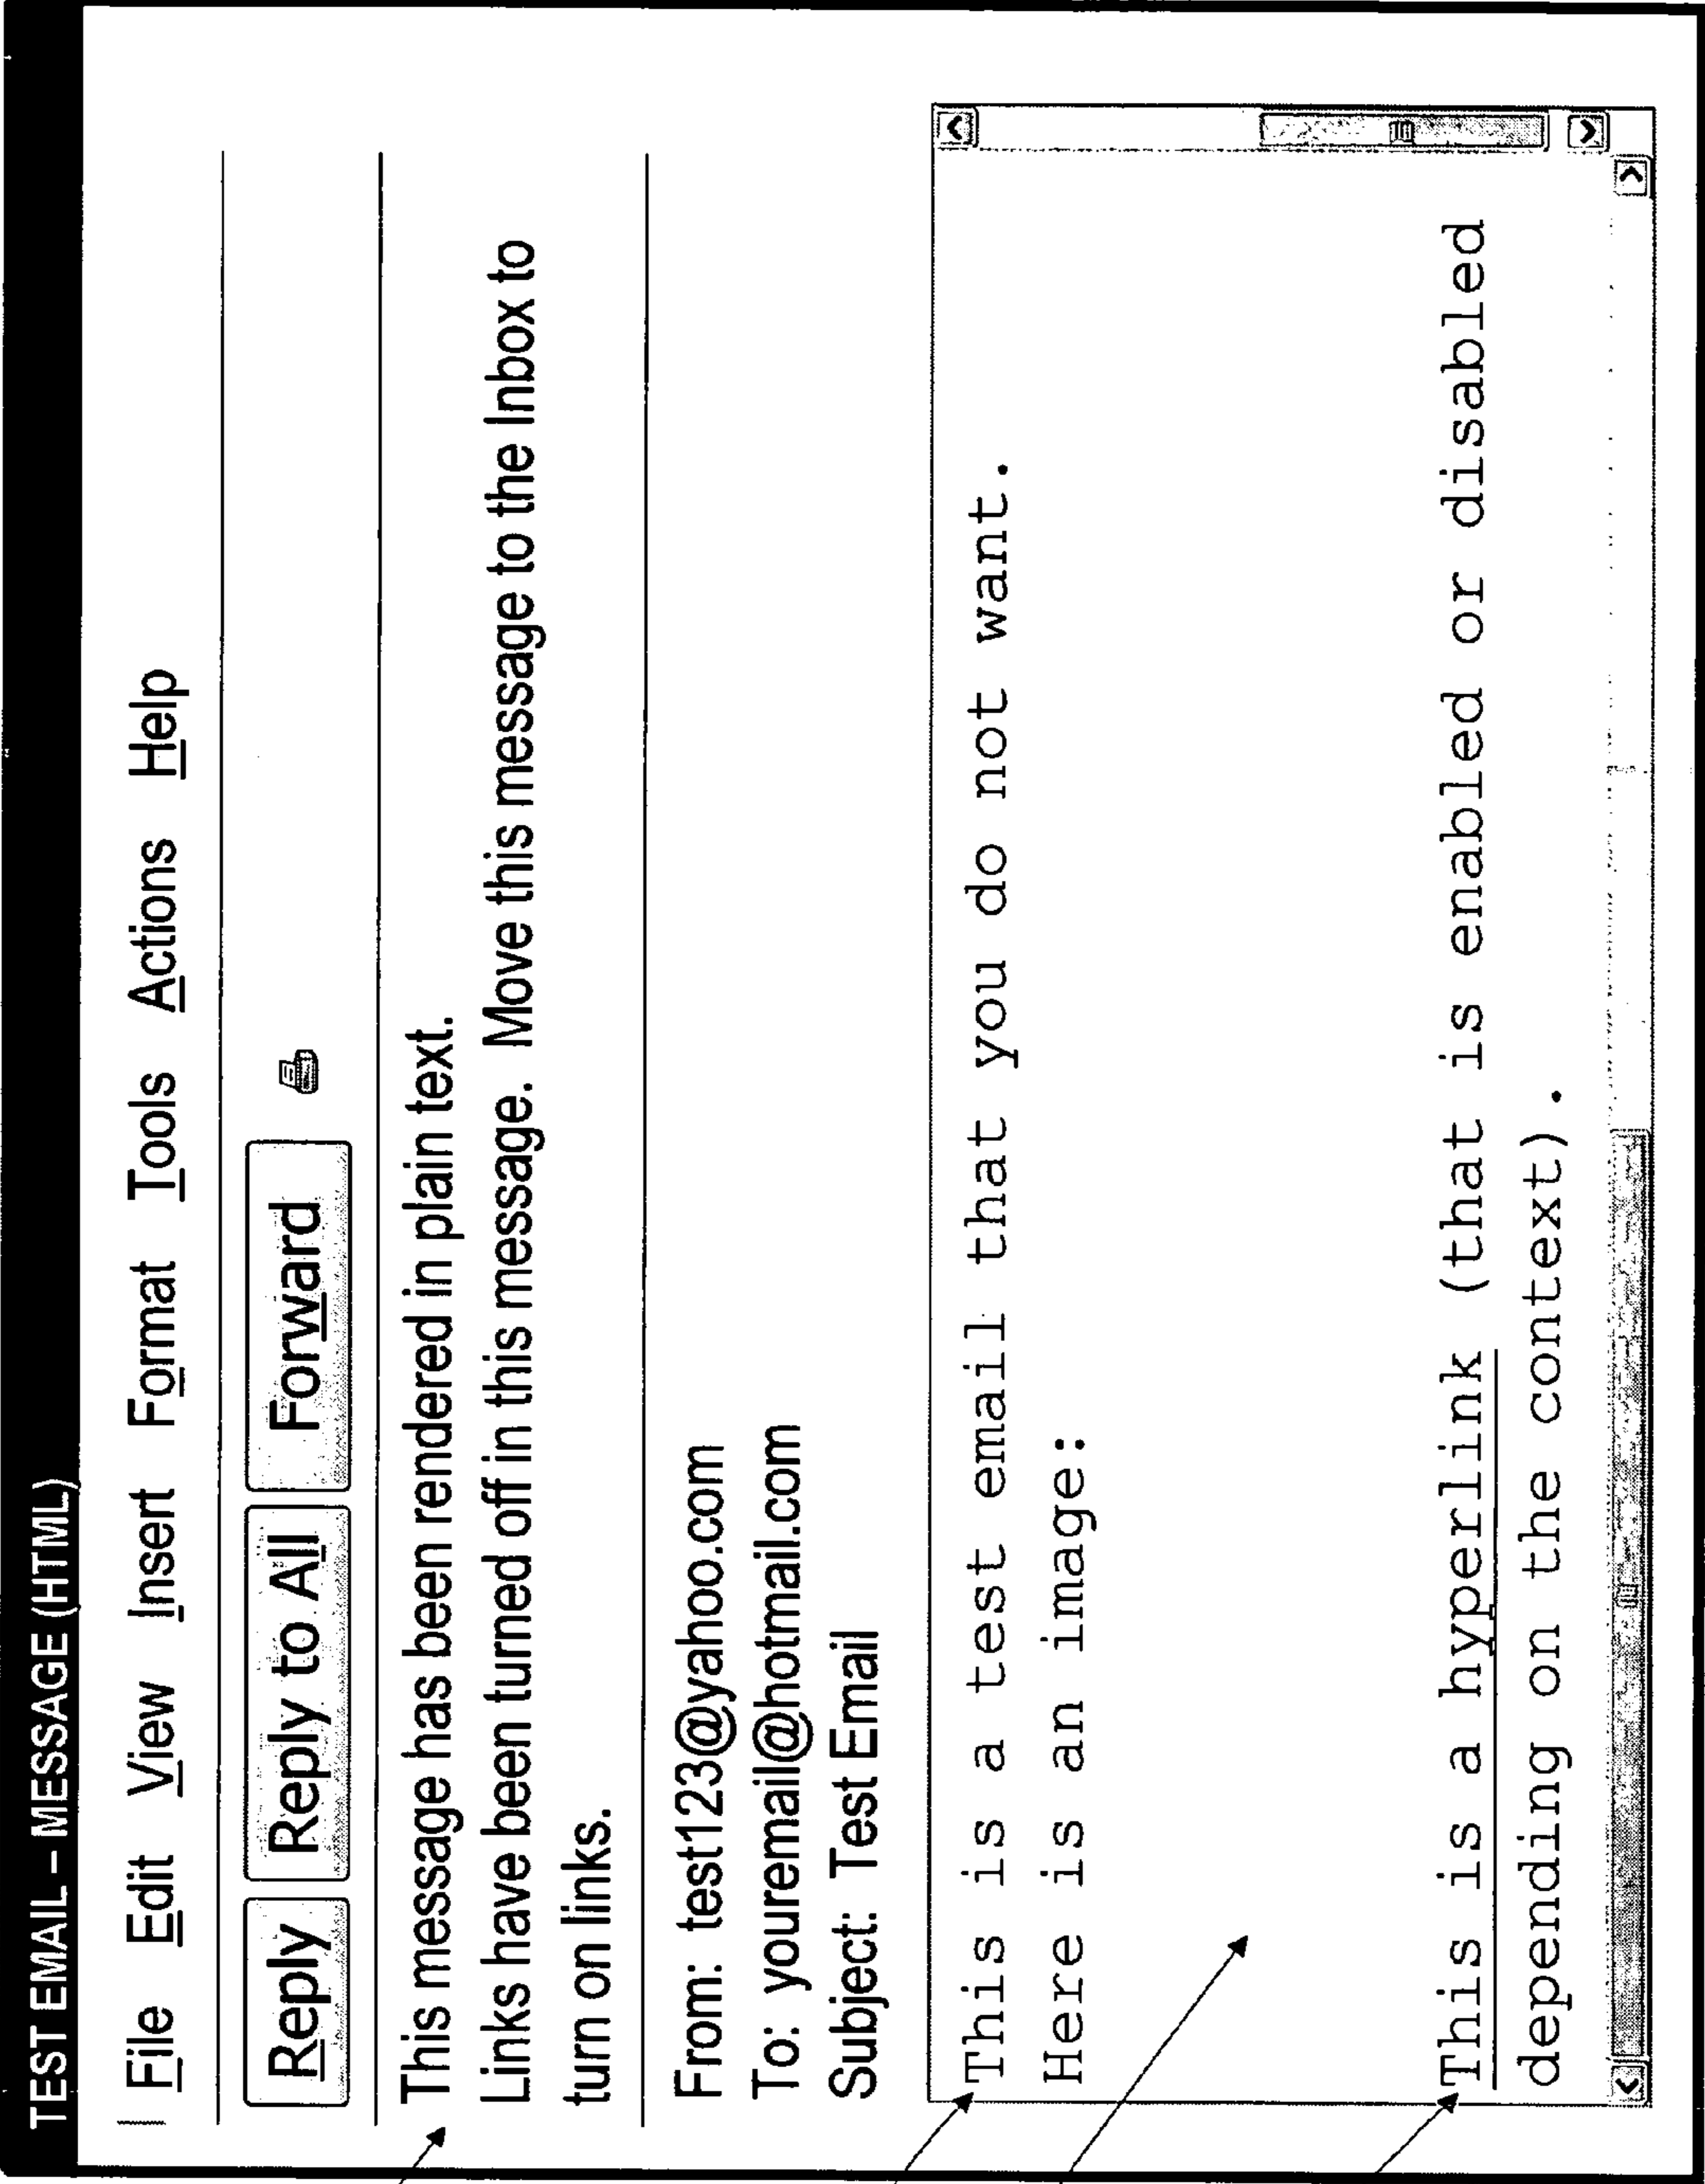 TEST EMAIL – MESSAGE (HTML)
File Edit View Insert Format Tools Actions Help
Reply Reply to All Forward
This message has been rendered in plain text.
Links have been turned off in this message. Move this message to the Inbox to
turn on links.
From: test123@yahoo.com
To: youremail@hotmail.com
Subject: Test Email
This is a test email that you do not want.
Here is an image:
This is a hyperlink (that is enabled or disabled
depending on the context).